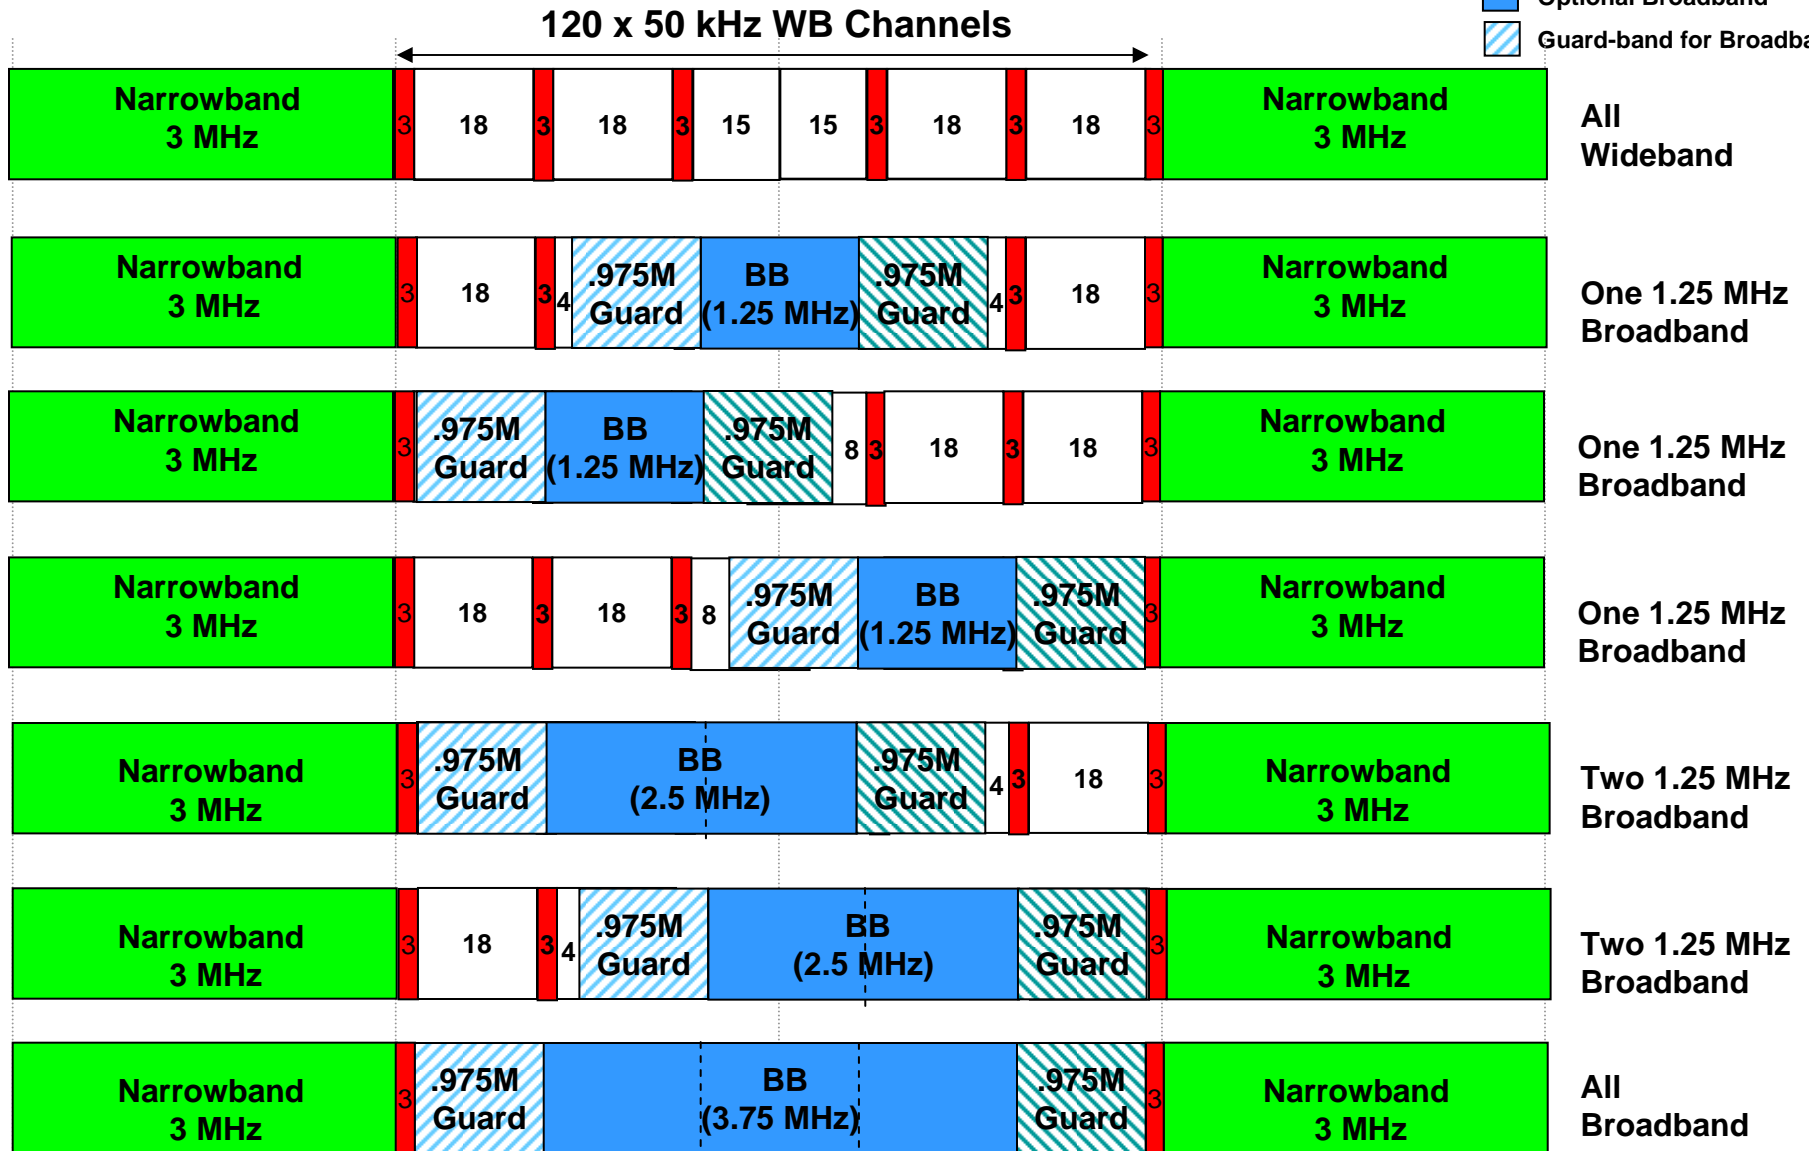 Optional Broadband
120 x 50 kHz WB Channels
Guard-band for
Narrowband
3 MHz
3
18
3
18
3
15
15
3
18
3
18
3
Narrowband
3 MHz
All
Wideband
Narrowband
3 MHz
3
18
3
4
.975M
Guard
BB
(1.25 MHz)
.975M
Guard
4
3
18
3
Narrowband
3 MHz
One 1.25 MHz
Broadband
Narrowband
3 MHz
3
.975M
Guard
BB
(1.25 MHz)
.975M
Guard
8
3
18
3
18
3
Narrowband
3 MHz
One 1.25 MHz
Broadband
Narrowband
3 MHz
3
18
3
18
3
8
.975M
Guard
BB
(1.25 MHz)
.975M
Guard
3
Narrowband
3 MHz
One 1.25 MHz
Broadband
Narrowband
3 MHz
3
.975M
Guard
BB
(2.5 MHz)
.975M
Guard
4
3
18
3
Narrowband
3 MHz
Two 1.25 MHz
Broadband
Narrowband
3 MHz
3
18
3
4
.975M
Guard
BB
(2.5 MHz)
.975M
Guard
3
Narrowband
3 MHz
Two 1.25 MHz
Broadband
Narrowband
3 MHz
3
.975M
Guard
BB
(3.75 MHz)
.975M
Guard
3
Narrowband
3 MHz
All
Broadband